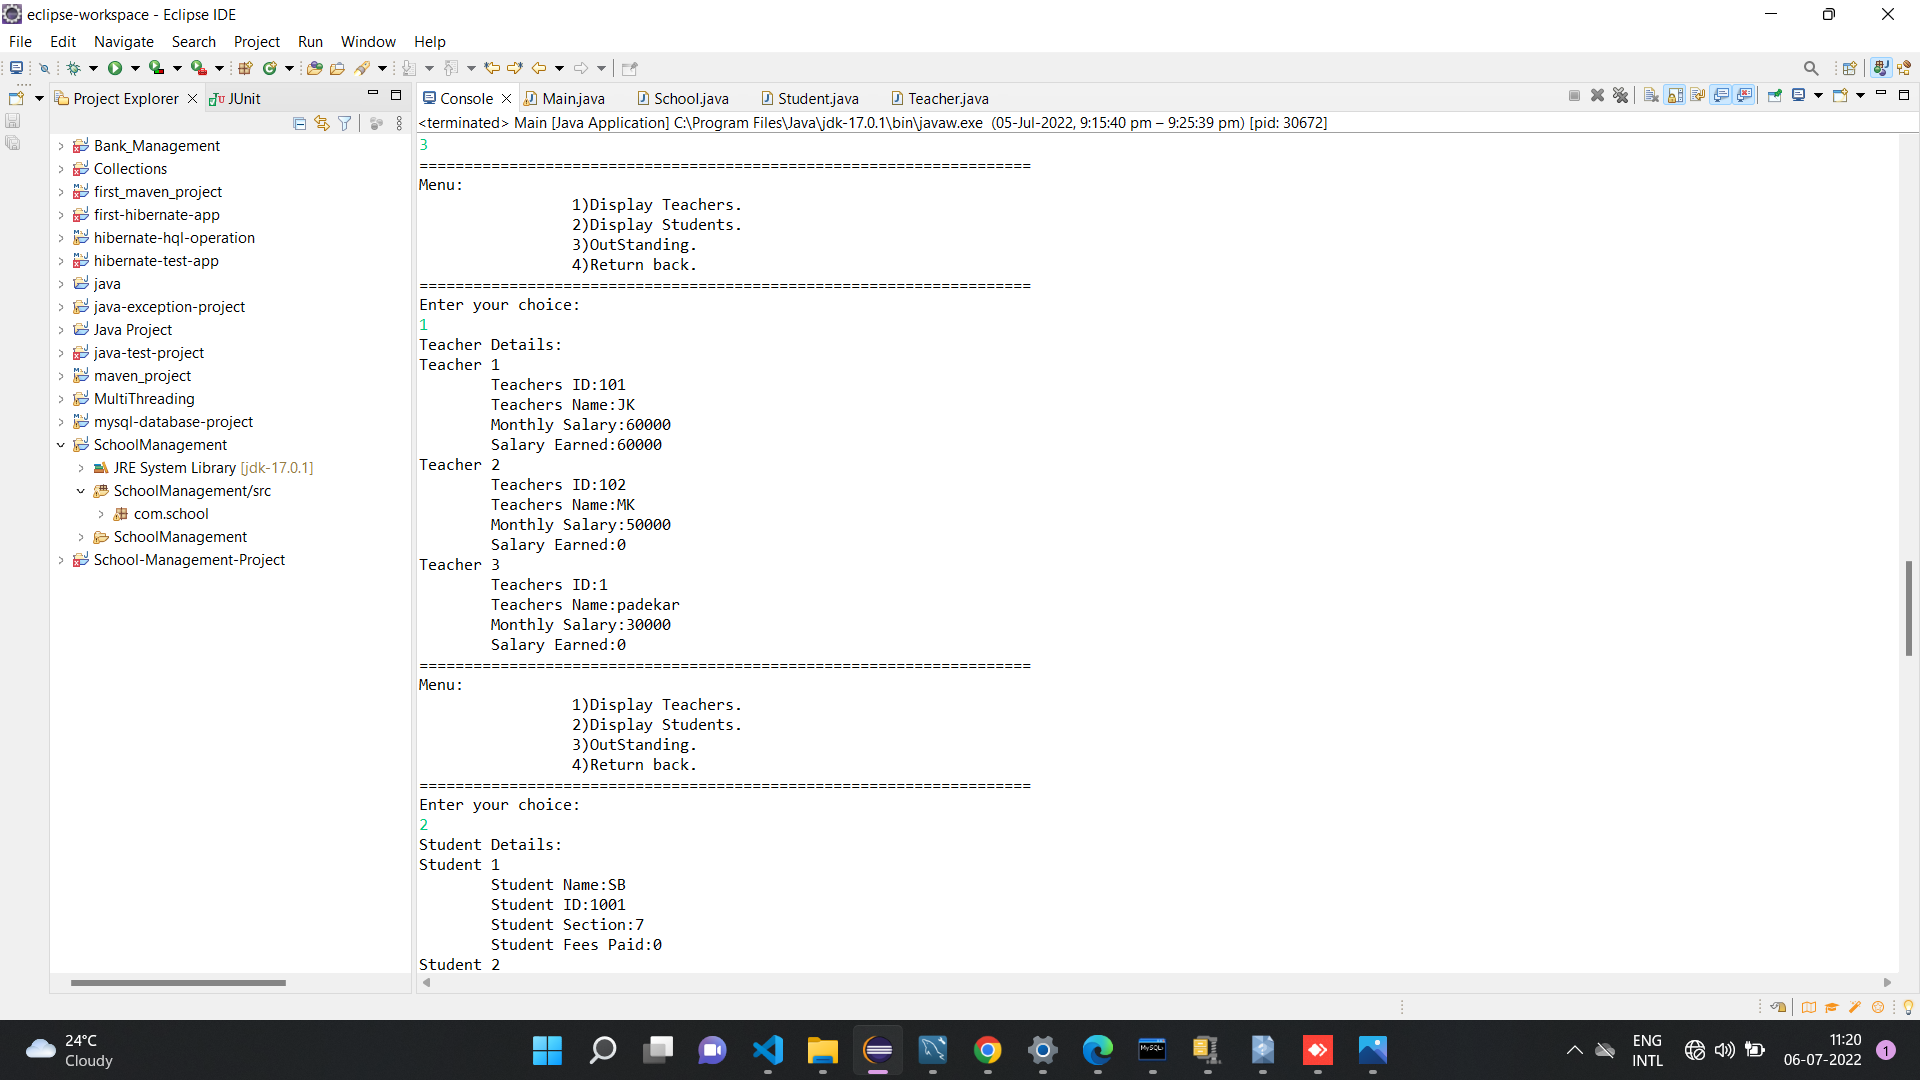 eclipse-workspace - Eclipse IDE
File Edit Navigate Search Project Run Window Help
Project Explorer
JUnit
Console
Main.java
School.java
Student.java
Teacher.java
<terminated> Main [Java Application] C:\Program Files\Java\jdk-17.0.1\bin\javaw.exe (05-Jul-2022, 9:15:40 pm – 9:25:39 pm) [pid: 30672]
Bank_Management
Collections
first_maven_project
first-hibernate-app
hibernate-hql-operation
hibernate-test-app
java
java-exception-project
Java Project
java-test-project
maven_project
MultiThreading
mysql-database-project
SchoolManagement
JRE System Library [jdk-17.0.1]
SchoolManagement/src
com.school
SchoolManagement
School-Management-Project
3
====================================================================
Menu:
1)Display Teachers.
2)Display Students.
3)OutStanding.
4)Return back.
====================================================================
Enter your choice:
1
Teacher Details:
Teacher 1
Teachers ID:101
Teachers Name:JK
Monthly Salary:60000
Salary Earned:60000
Teacher 2
Teachers ID:102
Teachers Name:MK
Monthly Salary:50000
Salary Earned:0
Teacher 3
Teachers ID:1
Teachers Name:padekar
Monthly Salary:30000
Salary Earned:0
====================================================================
Menu:
1)Display Teachers.
2)Display Students.
3)OutStanding.
4)Return back.
====================================================================
Enter your choice:
2
Student Details:
Student 1
Student Name:SB
Student ID:1001
Student Section:7
Student Fees Paid:0
Student 2
24°C
Cloudy
MySQL
ENG
INTL
11:20
06-07-2022
1